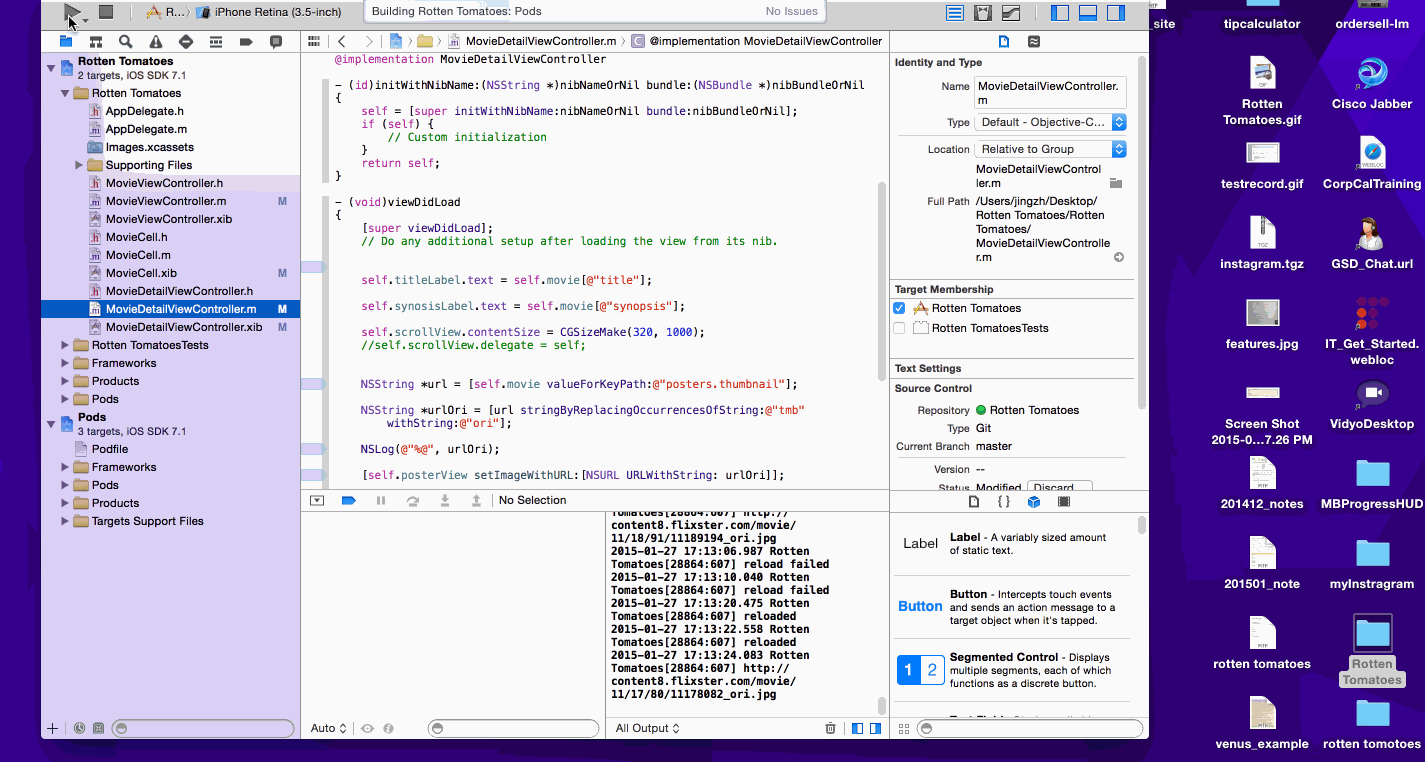 R... iPhone Retina (3.5-inch)
Building Rotten Tomatoes: Pods
No Issues
MovieDetailViewController.m
@implementation MovieDetailViewController
Rotten Tomatoes
2 targets, iOS SDK 7.1
Rotten Tomatoes
AppDelegate.h
AppDelegate.m
Images.xcassets
Supporting Files
MovieViewController.h
MovieViewController.m M
MovieViewController.xib
MovieCell.h
MovieCell.m
MovieCell.xib M
MovieDetailViewController.h
MovieDetailViewController.m M
MovieDetailViewController.xib M
Rotten TomatoesTests
Frameworks
Products
Pods
Pods
3 targets, iOS SDK 7.1
Podfile
Frameworks
Pods
Products
Targets Support Files
@implementation MovieDetailViewController
- (id)initWithNibName:(NSString *)nibNameOrNil bundle:(NSBundle *)nibBundleOrNil
{
self = [super initWithNibName:nibNameOrNil bundle:nibBundleOrNil];
if (self) {
// Custom initialization
}
return self;
}
- (void)viewDidLoad
{
[super viewDidLoad];
// Do any additional setup after loading the view from its nib.
self.titleLabel.text = self.movie[@"title"];
self.synosisLabel.text = self.movie[@"synopsis"];
self.scrollView.contentSize = CGSizeMake(320, 1000);
//self.scrollView.delegate = self;
NSString *url = [self.movie valueForKeyPath:@"posters.thumbnail"];
NSString *urlOri = [url stringByReplacingOccurrencesOfString:@"tmb"
withString:@"ori"];
NSLog(@"%@", urlOri);
[self.posterView setImageWithURL:[NSURL URLWithString: urlOri]];
No Selection
Tomatoes[28864:607] http://
content8.flixster.com/movie/
11/18/91/11189194_ori.jpg
2015-01-27 17:13:06.987 Rotten
Tomatoes[28864:607] reload failed
2015-01-27 17:13:10.040 Rotten
Tomatoes[28864:607] reload failed
2015-01-27 17:13:20.475 Rotten
Tomatoes[28864:607] reloaded
2015-01-27 17:13:22.558 Rotten
Tomatoes[28864:607] reloaded
2015-01-27 17:13:24.083 Rotten
Tomatoes[28864:607] http://
content8.flixster.com/movie/
11/17/80/11178082_ori.jpg
Auto
All Output
Identity and Type
Name MovieDetailViewController.
m
Type Default - Objective-C...
Location Relative to Group
MovieDetailViewControl
ler.m
Full Path /Users/jingzh/Desktop/
Rotten Tomatoes/Rotten
Tomatoes/
MovieDetailViewControlle
r.m
Target Membership
Rotten Tomatoes
Rotten TomatoesTests
Text Settings
Source Control
Repository Rotten Tomatoes
Type Git
Current Branch master
Version --
Status Modified Discard
{ }
Label Label - A variably sized amount
of static text.
Button Button - Intercepts touch events
and sends an action message to a
target object when it's tapped.
1 2 Segmented Control - Displays
multiple segments, each of which
functions as a discrete button.
_site
tipcalculator
ordersell-lm
Rotten
Tomatoes.gif
Cisco Jabber
testrecord.gif
CorpCalTraining
instagram.tgz
GSD_Chat.url
features.jpg
IT_Get_Started.
webloc
Screen Shot
2015-0...7.26 PM
VidyoDesktop
201412_notes
MBProgressHUD
201501_note
myInstragram
rotten tomatoes
Rotten
Tomatoes
venus_example
rotten tomotoes